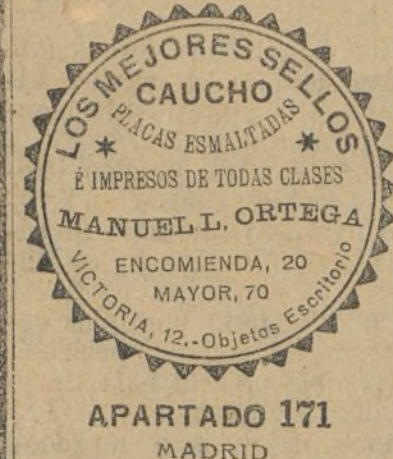 LOS MEJORES SELLOS
CAUCHO
PLACAS ESMALTADAS
É IMPRESOS DE TODAS CLASES
MANUEL L. ORTEGA
ENCOMIENDA, 20
MAYOR, 70
VICTORIA, 12.-Objetos Escritorio
APARTADO 171
MADRID